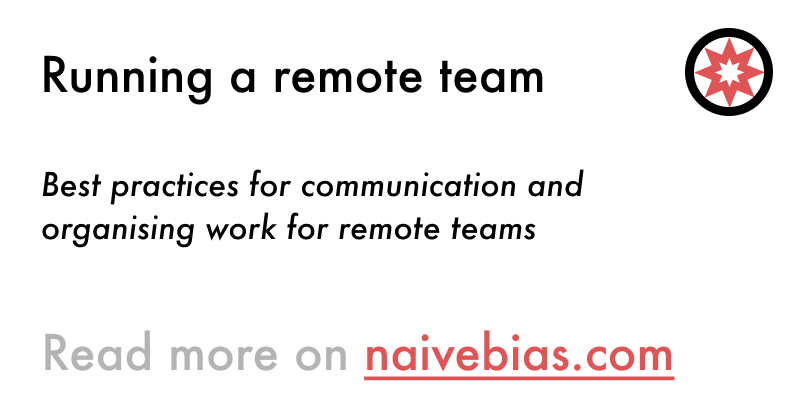 Running a remote team
Best practices for communication and
organising work for remote teams
Read more on naivebias.com